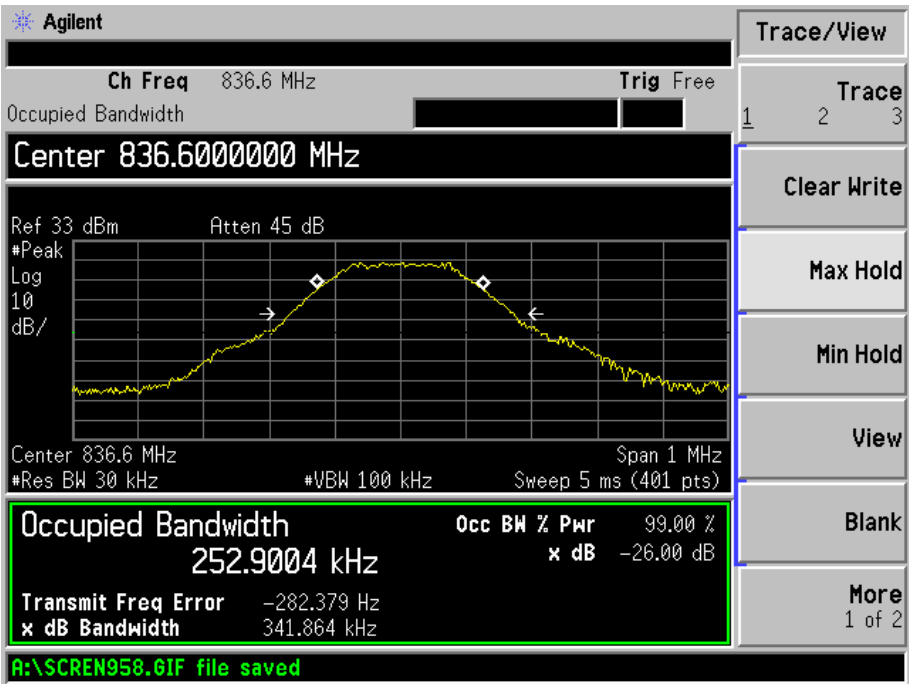 Agilent
Trace/View
Ch Freq 836.6 MHz Trig Free
Occupied Bandwidth
Trace
1 2 3
Center 836.6000000 MHz
Clear Write
Ref 33 dBm Atten 45 dB
#Peak
Log
10
dB/
Max Hold
Min Hold
Center 836.6 MHz Span 1 MHz
#Res BW 30 kHz #VBW 100 kHz Sweep 5 ms (401 pts)
View
Occupied Bandwidth
252.9004 kHz
Occ BW % Pwr 99.00 %
x dB -26.00 dB
Blank
Transmit Freq Error -282.379 Hz
x dB Bandwidth 341.864 kHz
More
1 of 2
A:\SCREN958.GIF file saved